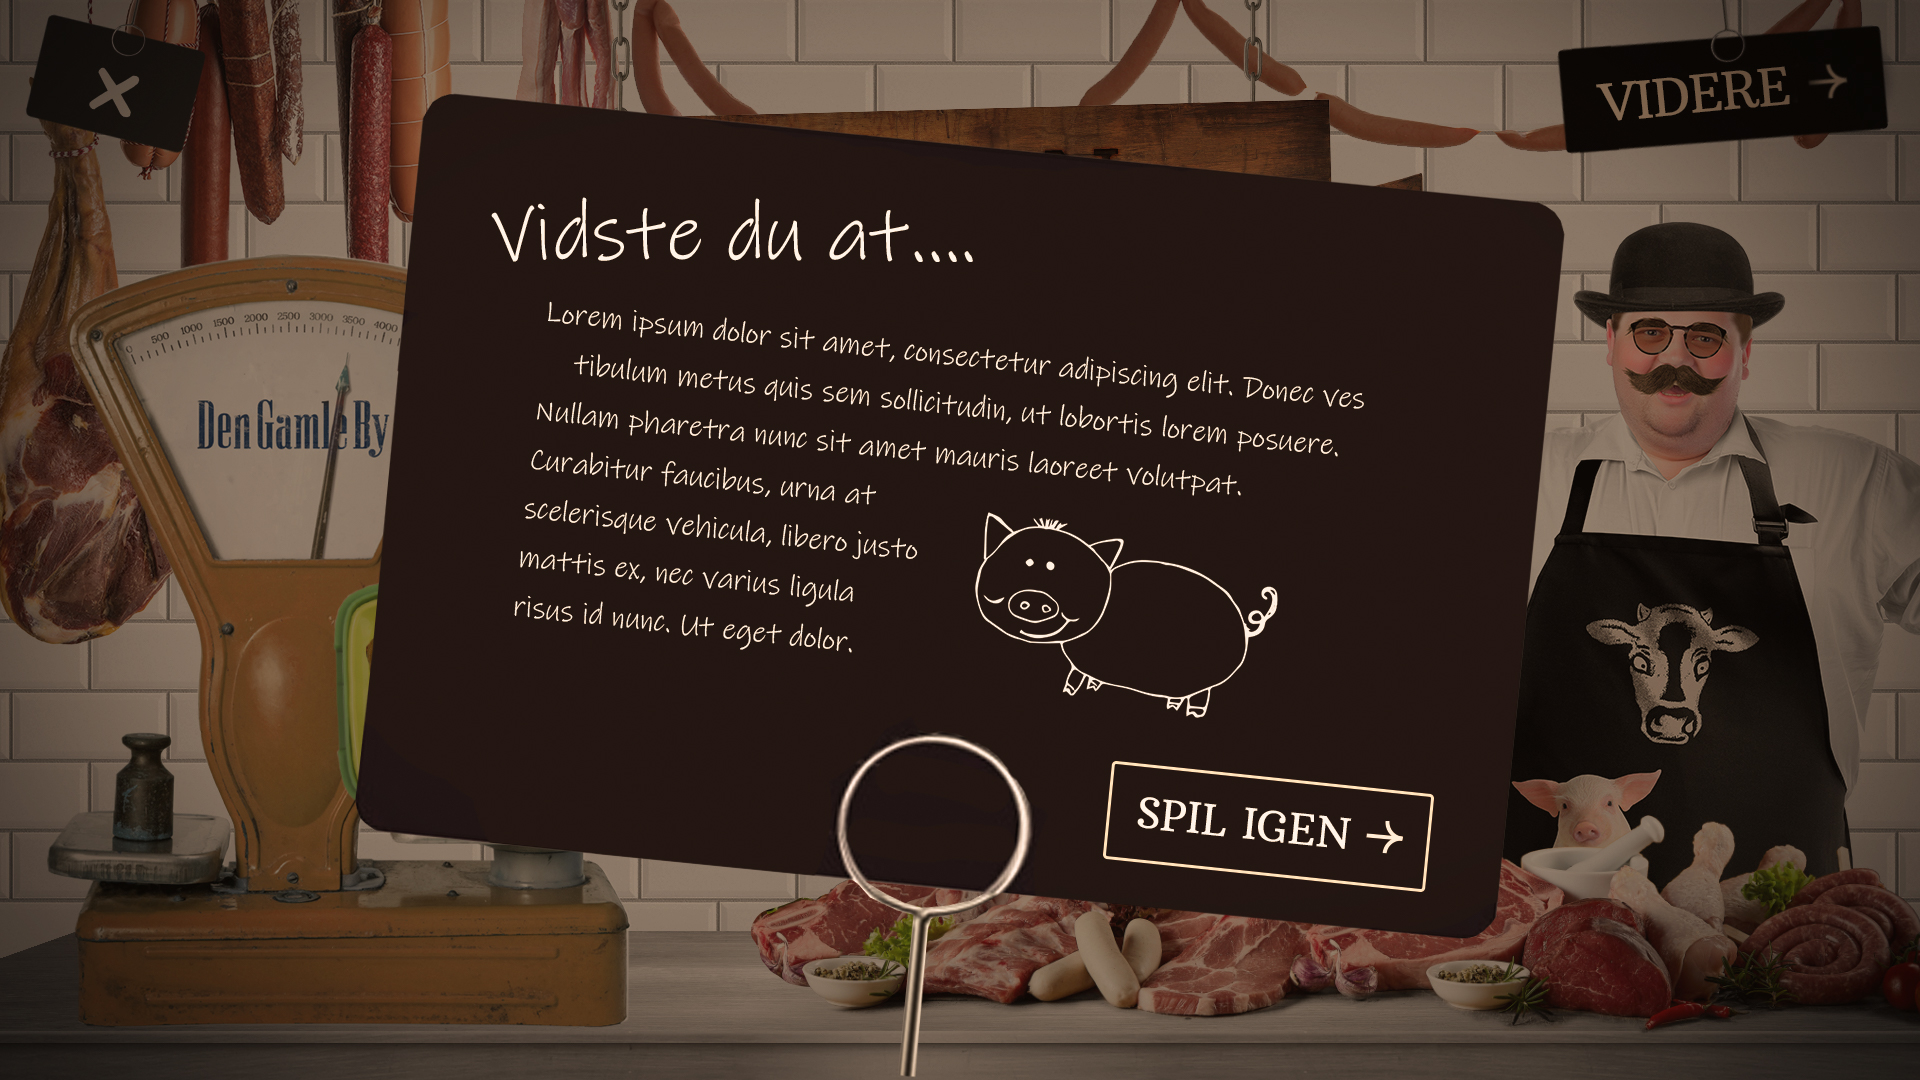 VIDERE →
Vidste du at....
Lorem ipsum dolor sit amet, consectetur adipiscing elit. Donec ves
tibulum metus quis sem sollicitudin, ut lobortis lorem posuere.
Nullam pharetra nunc sit amet mauris laoreet volutpat.
Curabitur faucibus, urna at
scelerisque vehicula, libero justo
mattis ex, nec varius ligula
risus id nunc. Ut eget dolor.
SPIL IGEN →
500 1000 1500 2000 2500 3000 3500 4000
Den Gamle By